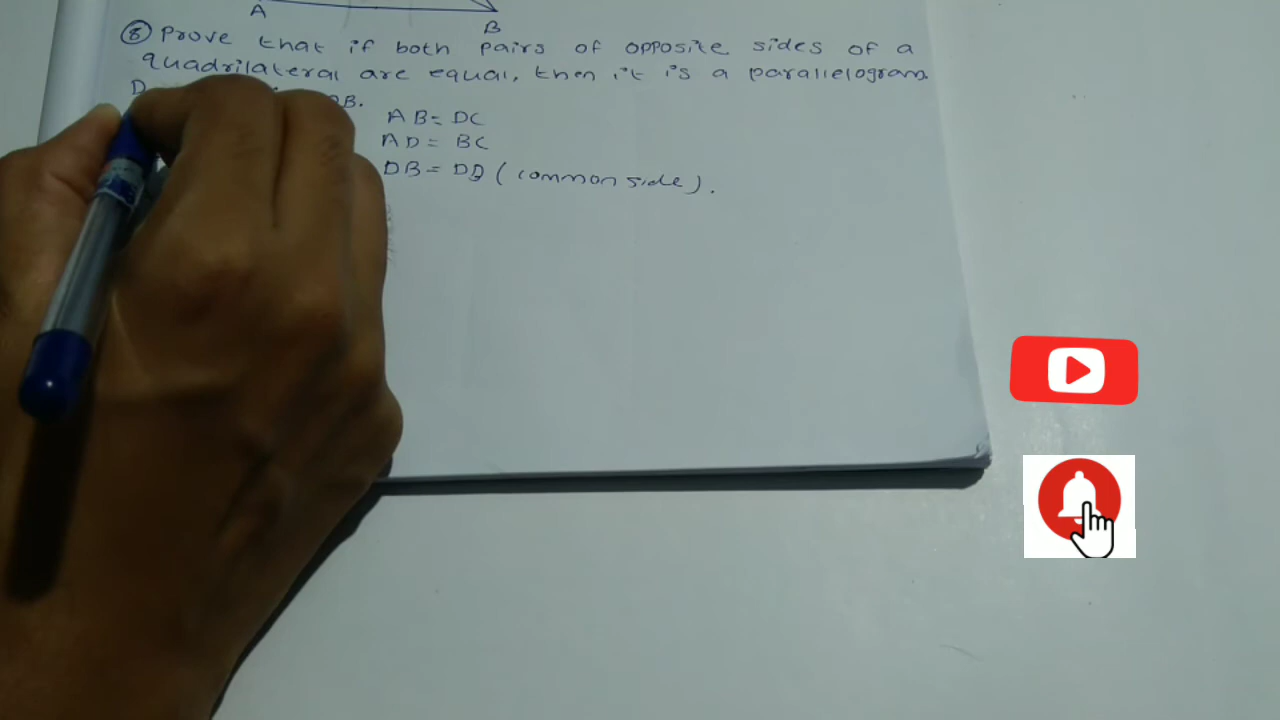 A
B
⑧ Prove that if both pairs of opposite sides of a
quadrilateral are equal, then it is a parallelogram.
D
DB.
AB = DC
AD = BC
DB = DB (common side).